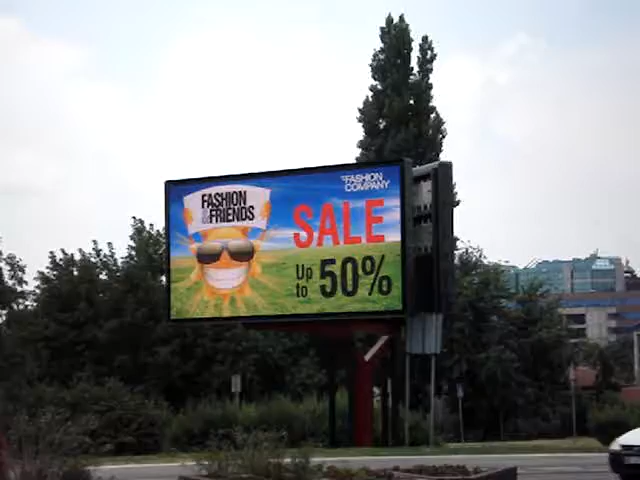 FASHION
&FRIENDS
FASHION
COMPANY
SALE
Up
to 50%